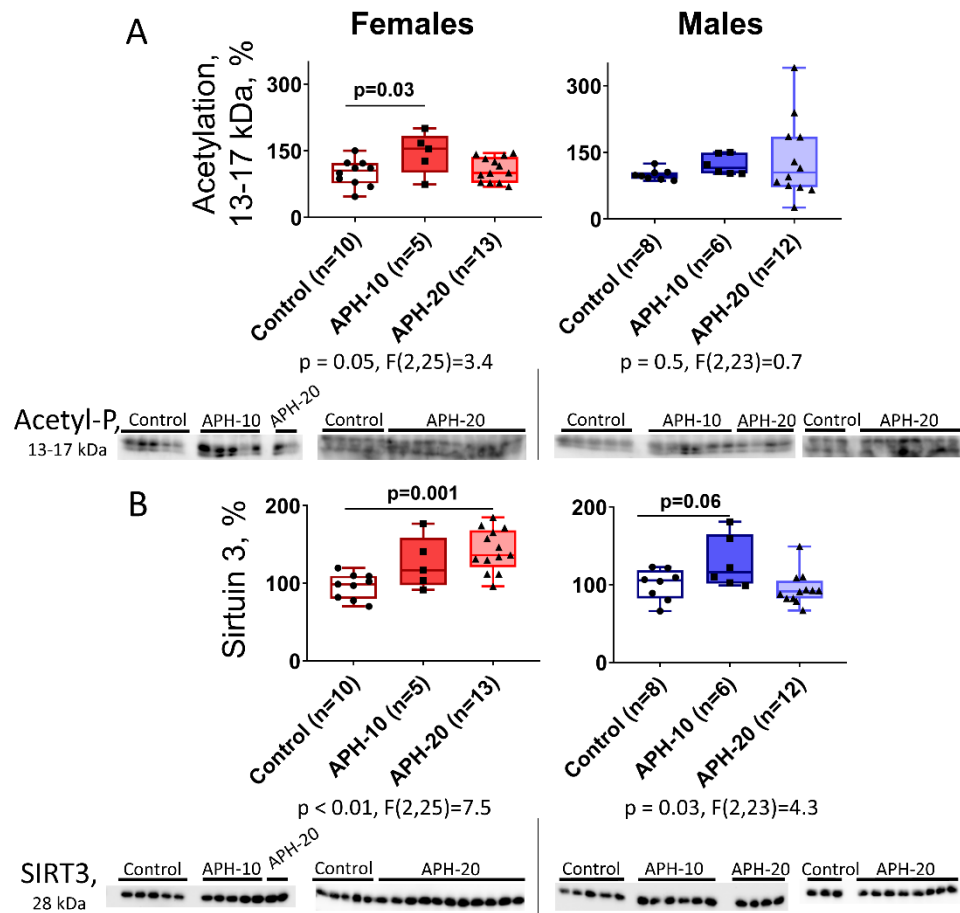 A
Females
Males
Acetylation,
13-17 kDa, %
300
150
0
p=0.03
Control (n=10)
APH-10 (n=5)
APH-20 (n=13)
300
150
0
Control (n=8)
APH-10 (n=6)
APH-20 (n=12)
p = 0.05, F(2,25)=3.4
p = 0.5, F(2,23)=0.7
Acetyl-P,
13-17 kDa
Control
APH-10
APH-20
Control
APH-20
Control
APH-10
APH-20
Control
APH-20
B
Sirtuin 3, %
200
100
0
p=0.001
Control (n=10)
APH-10 (n=5)
APH-20 (n=13)
200
100
0
p=0.06
Control (n=8)
APH-10 (n=6)
APH-20 (n=12)
p < 0.01, F(2,25)=7.5
p = 0.03, F(2,23)=4.3
SIRT3,
28 kDa
Control
APH-10
APH-20
Control
APH-20
Control
APH-10
APH-20
Control
APH-20